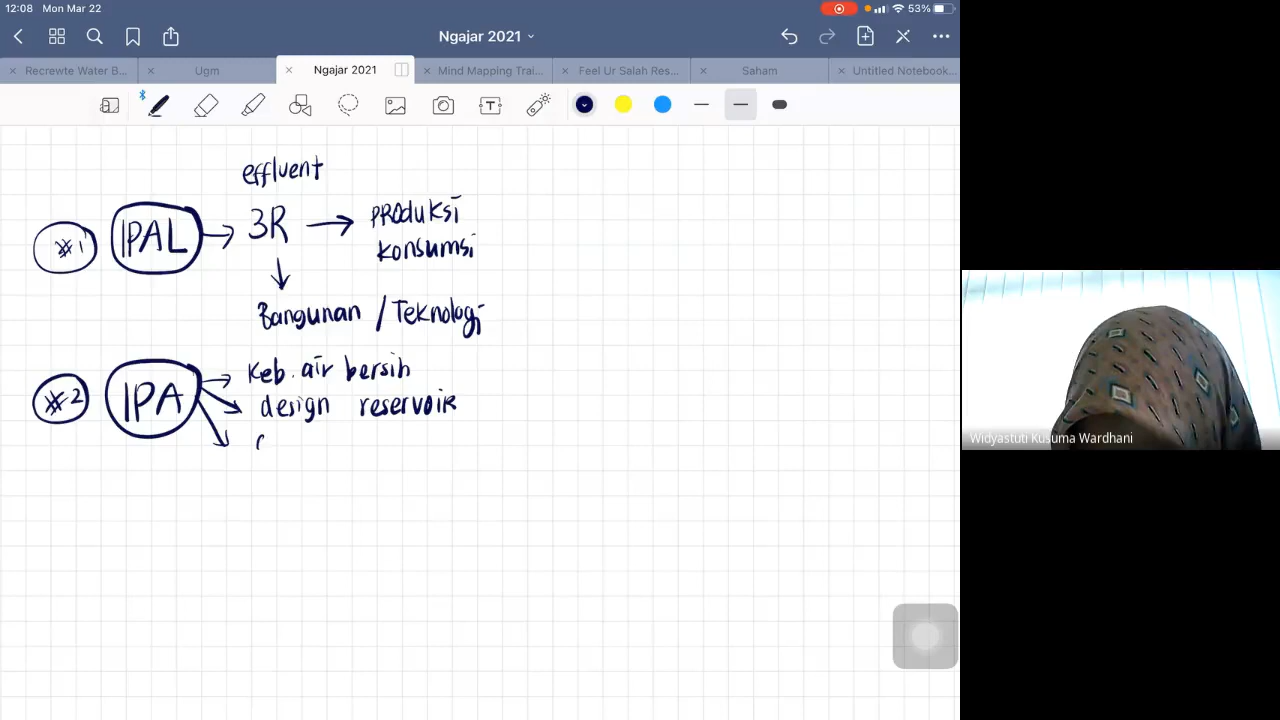 12:08 Mon Mar 22
53%
Ngajar 2021
Recrewte Water B...
Ugm
Ngajar 2021
Mind Mapping Trai...
Feel Ur Salah Res...
Saham
Untitled Notebook...
effluent
#1 IPAL → 3R → PRODUKSI
KONSUMSI
↓
Bangunan / Teknologi
#2 IPA → Keb. air bersih
design reservoir
Widyastuti Kusuma Wardhani